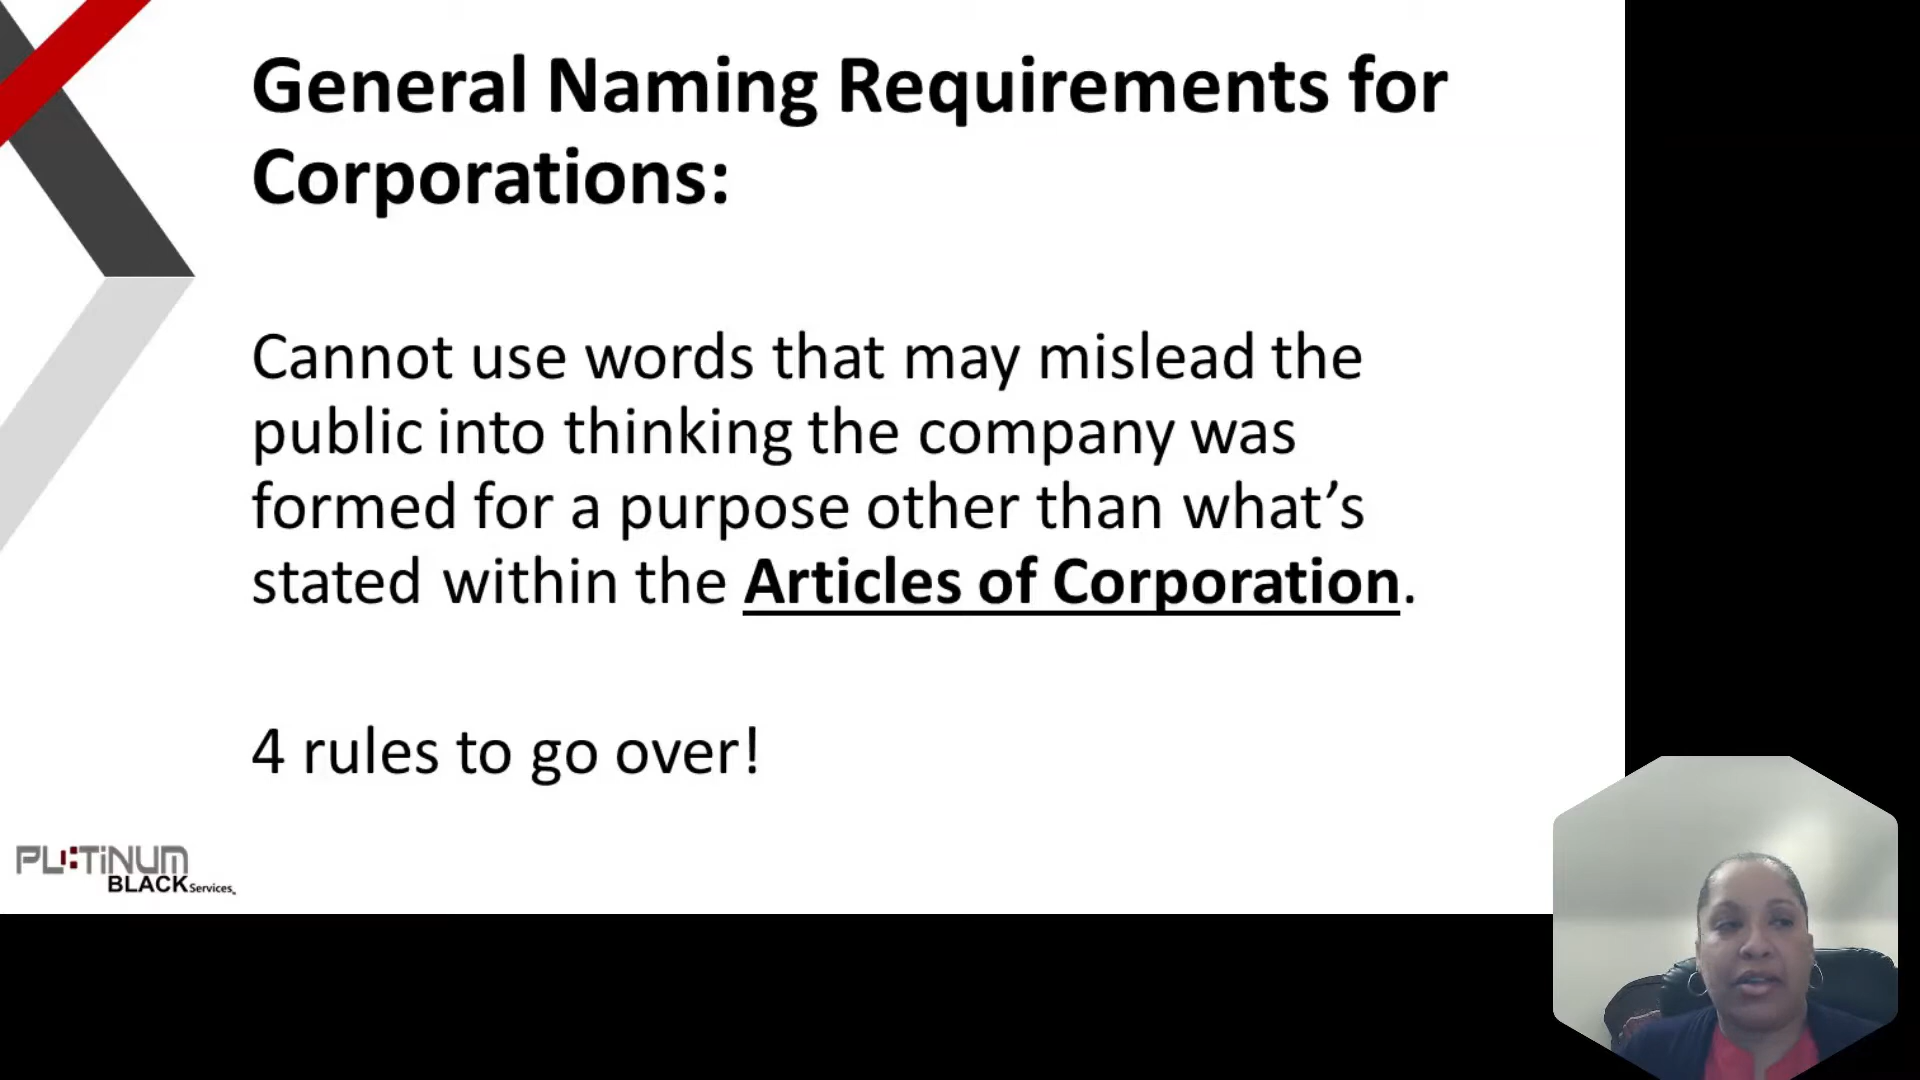 General Naming Requirements for
Corporations:
Cannot use words that may mislead the
public into thinking the company was
formed for a purpose other than what’s
stated within the Articles of Corporation.
4 rules to go over!
PLATINUM
BLACK Services